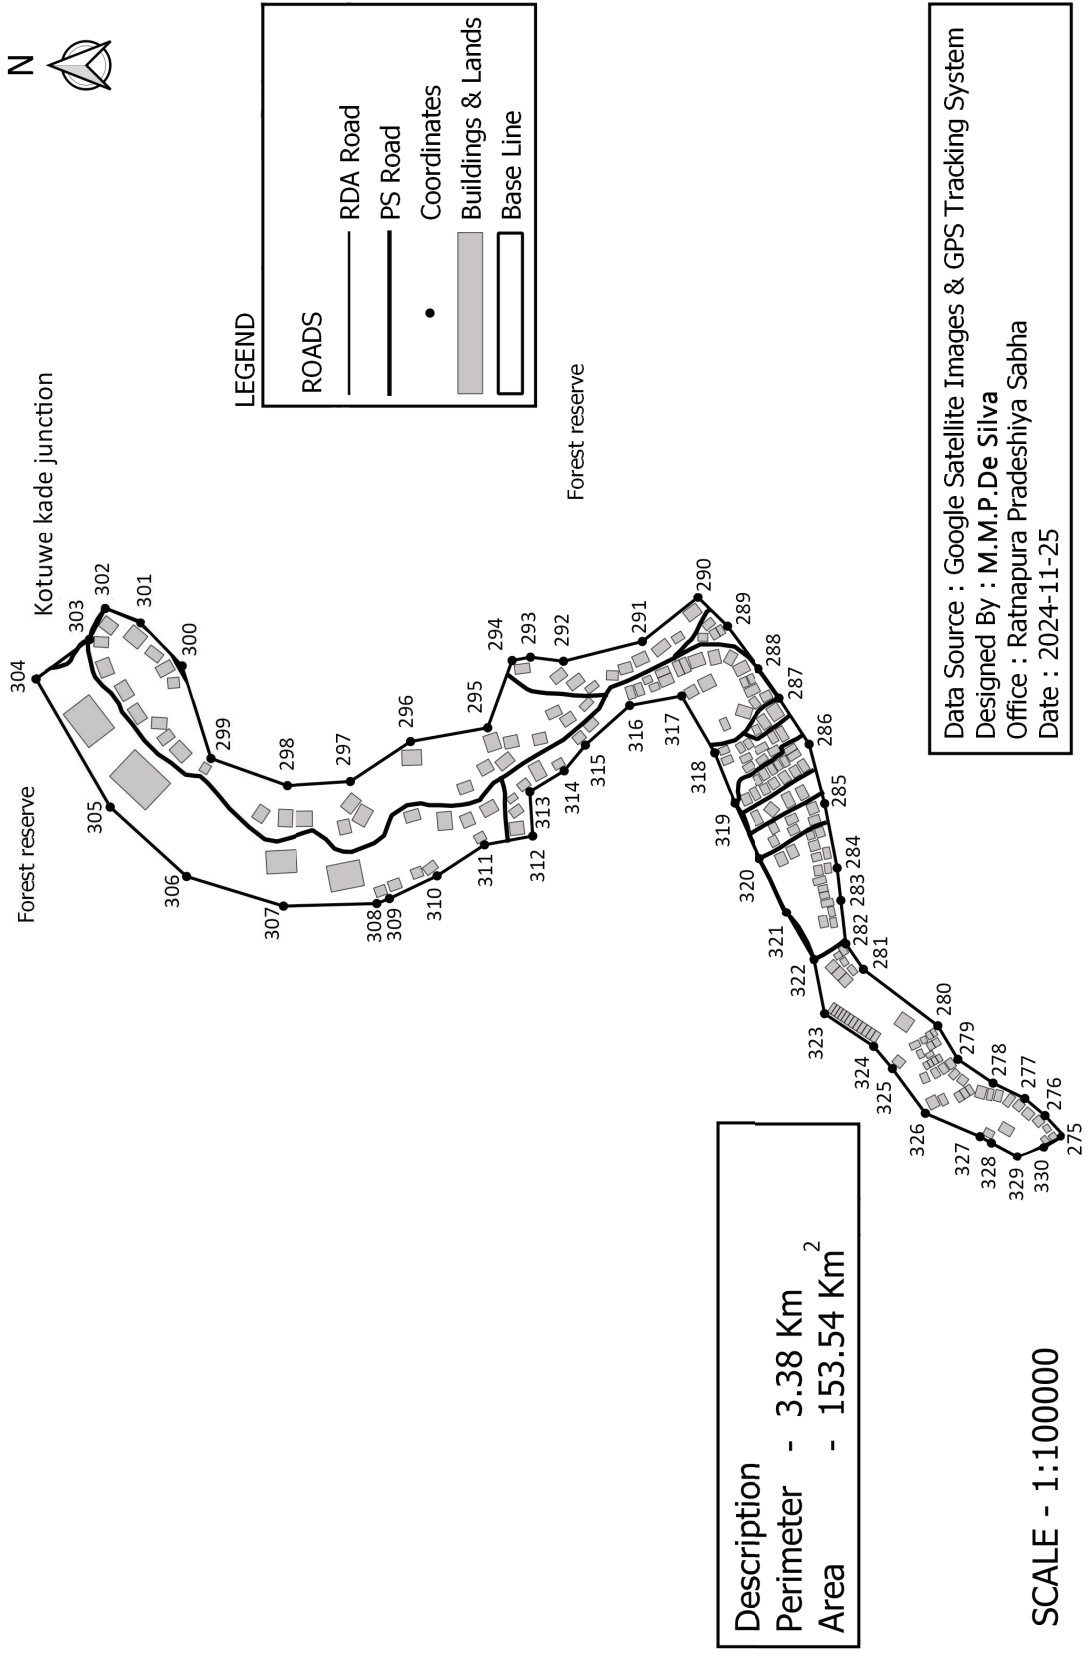 N
LEGEND
ROADS
RDA Road
PS Road
Coordinates
Buildings & Lands
Base Line
Kotuwe kade junction
Forest reserve
Forest reserve
304
303
302
301
300
299
298
297
296
295
294
293
292
291
290
289
288
287
286
285
284
283
282
281
280
279
278
277
276
275
330
329
328
327
326
325
324
323
322
321
320
319
318
317
316
315
314
313
312
311
310
309
308
307
306
305
Description
Perimeter - 3.38 Km
Area - 153.54 Km²
SCALE - 1:100000
Data Source : Google Satellite Images & GPS Tracking System
Designed By : M.M.P.De Silva
Office : Ratnapura Pradeshiya Sabha
Date : 2024-11-25